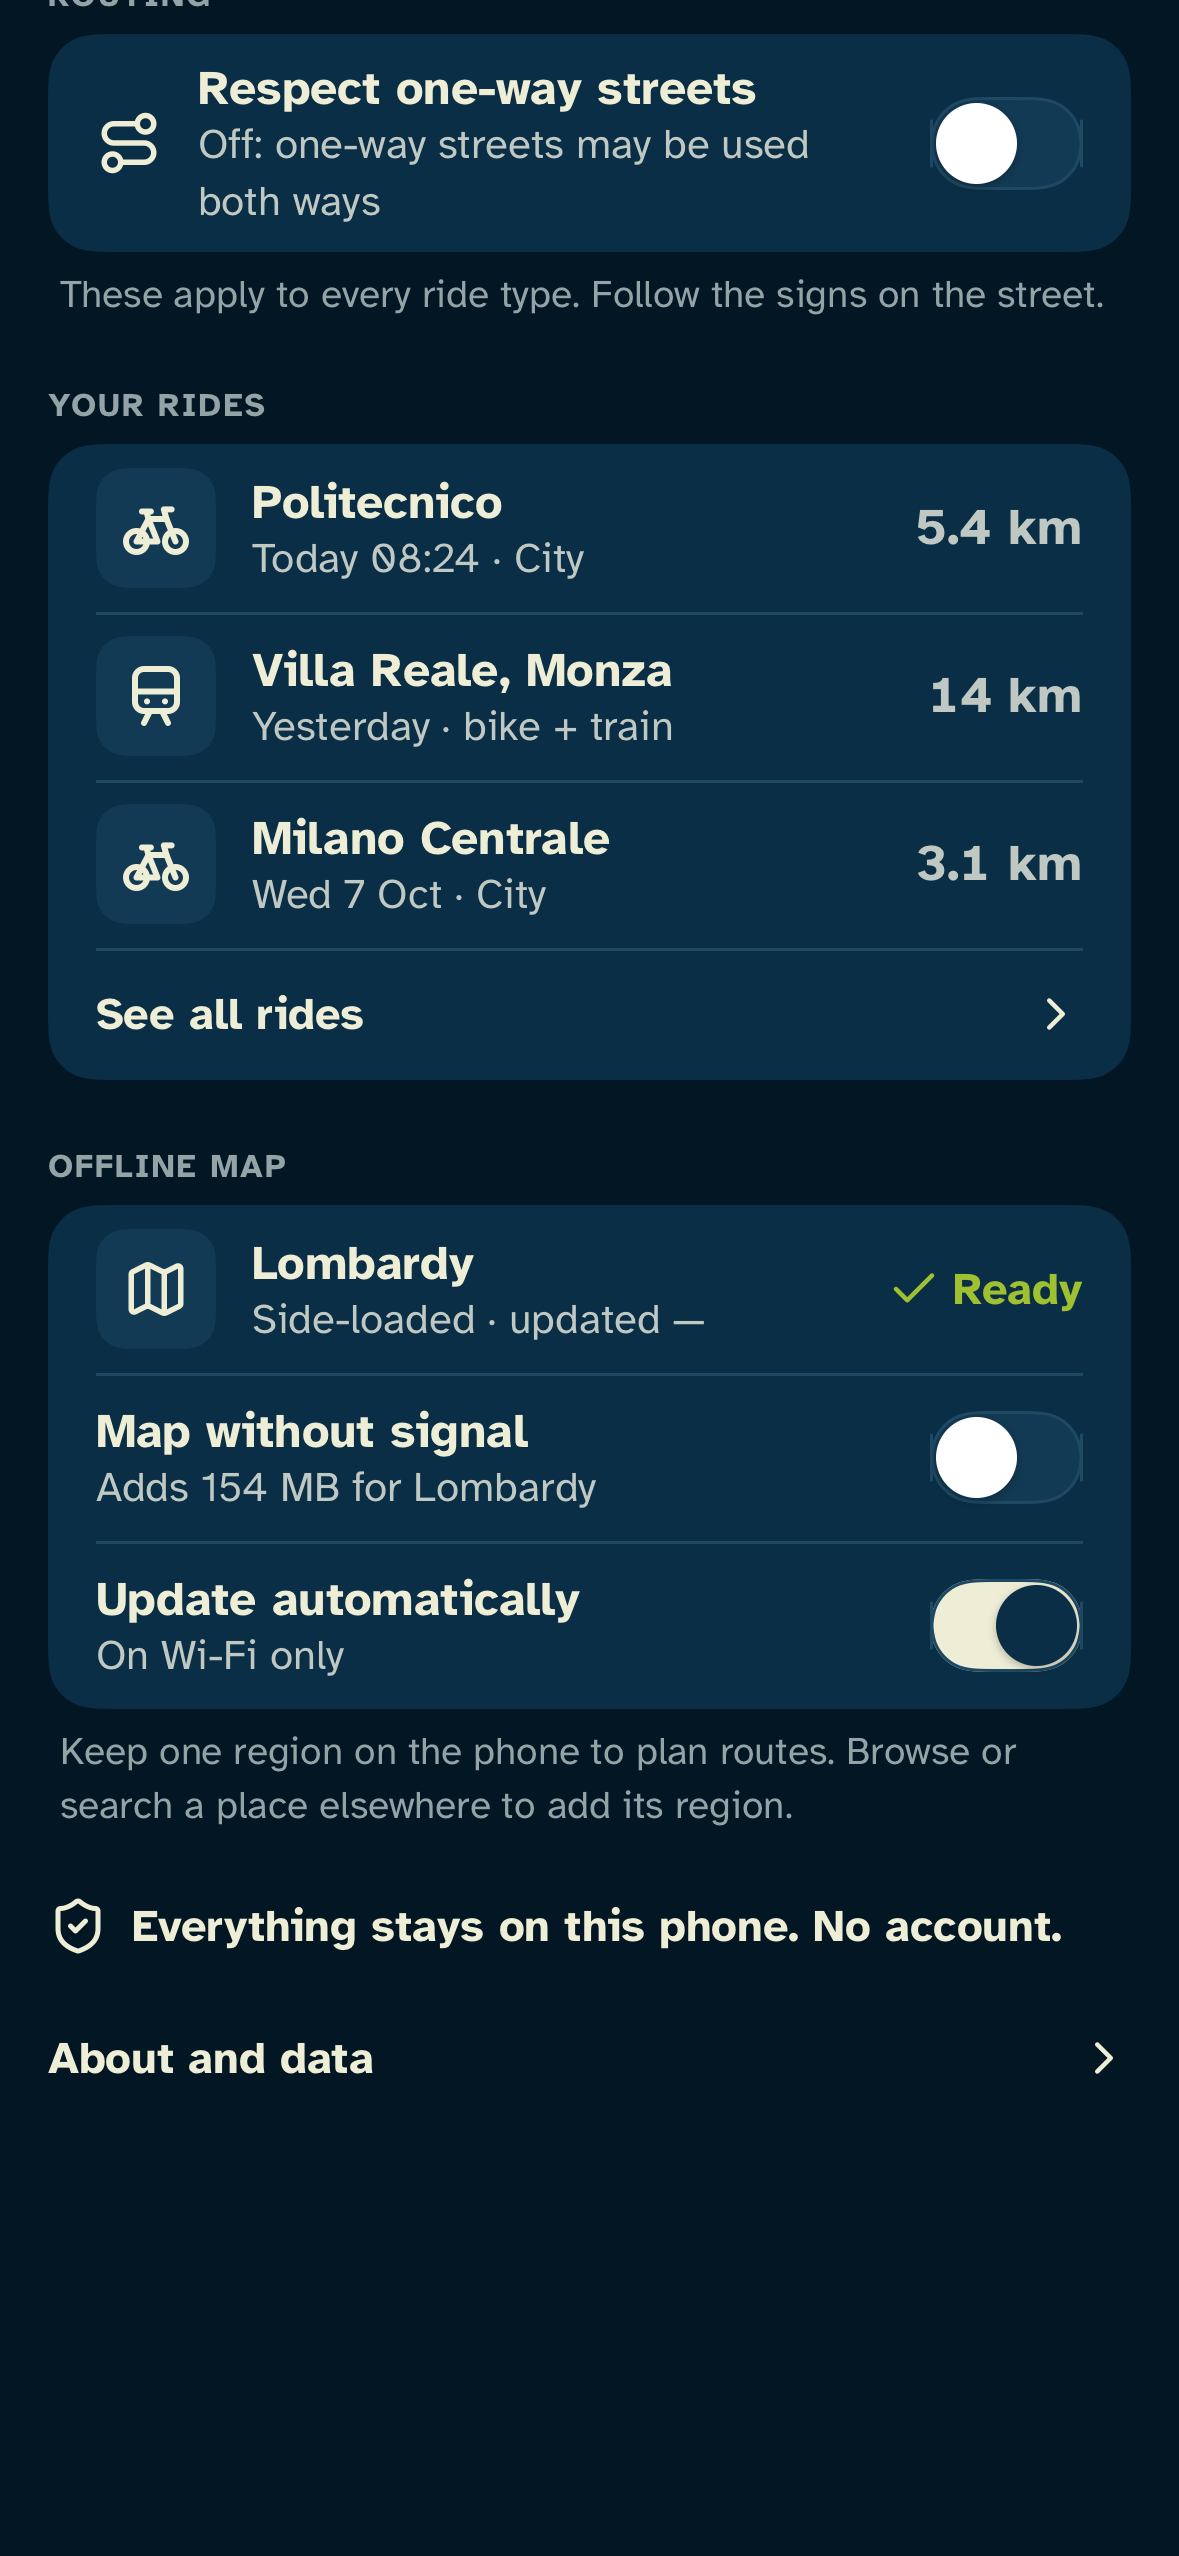 ROUTING
Respect one-way streets
Off: one-way streets may be used
both ways
These apply to every ride type. Follow the signs on the street.
YOUR RIDES
Politecnico
5.4 km
Today 08:24 · City
Villa Reale, Monza
14 km
Yesterday · bike + train
Milano Centrale
3.1 km
Wed 7 Oct · City
See all rides
OFFLINE MAP
Lombardy
Ready
Side-loaded · updated —
Map without signal
Adds 154 MB for Lombardy
Update automatically
On Wi-Fi only
Keep one region on the phone to plan routes. Browse or
search a place elsewhere to add its region.
Everything stays on this phone. No account.
About and data